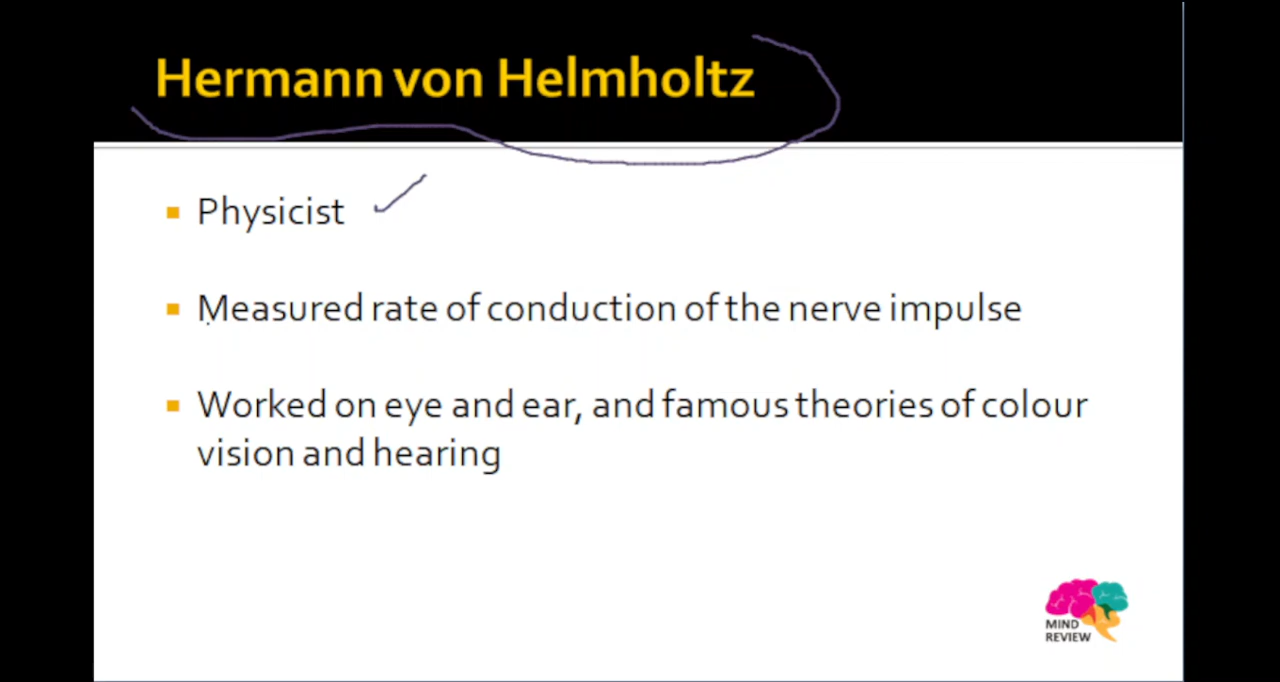 Hermann von Helmholtz
Physicist
Measured rate of conduction of the nerve impulse
Worked on eye and ear, and famous theories of colour
vision and hearing
MIND
REVIEW